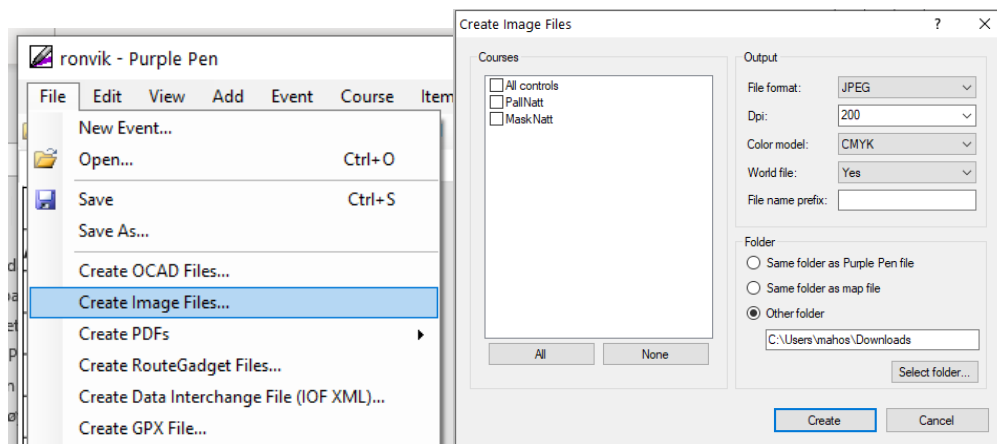 ronvik - Purple Pen
File Edit View Add Event Course Item
New Event...
Open... Ctrl+O
Save Ctrl+S
Save As...
Create OCAD Files...
Create Image Files...
Create PDFs
Create RouteGadget Files...
Create Data Interchange File (IOF XML)...
Create GPX File...
Create Image Files
Courses
All controls
PallNatt
MaskNatt
All None
Output
File format: JPEG
Dpi: 200
Color model: CMYK
World file: Yes
File name prefix:
Folder
Same folder as Purple Pen file
Same folder as map file
Other folder
C:\Users\mahos\Downloads
Select folder...
Create Cancel